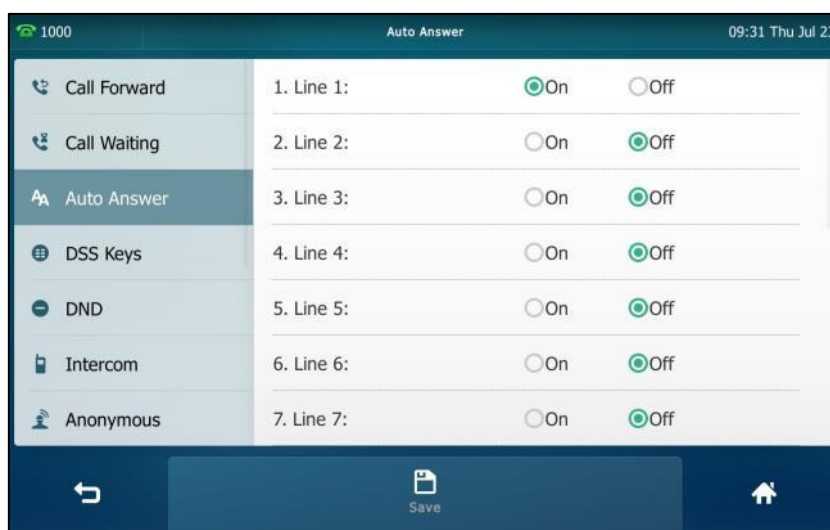 1000 Auto Answer 09:31 Thu Jul
Call Forward
Call Waiting
Auto Answer
DSS Keys
DND
Intercom
Anonymous
1. Line 1: On Off
2. Line 2: On Off
3. Line 3: On Off
4. Line 4: On Off
5. Line 5: On Off
6. Line 6: On Off
7. Line 7: On Off
Save